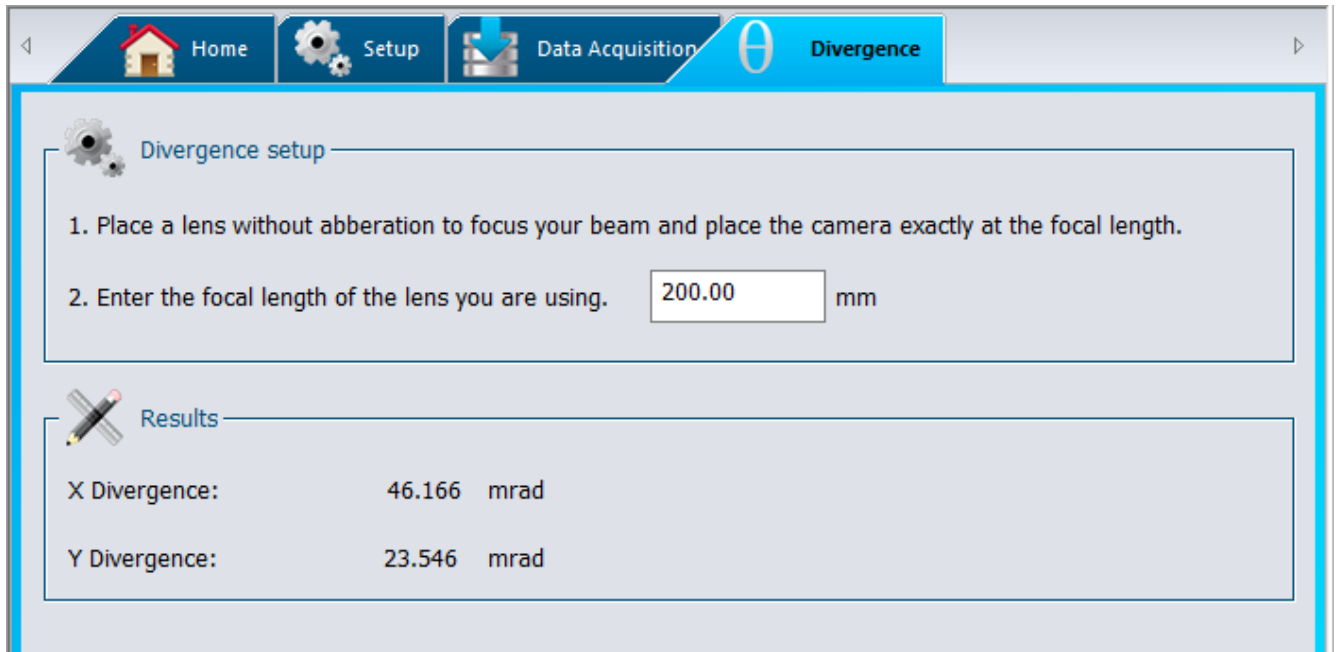 Home Setup Data Acquisition θ Divergence
Divergence setup
1. Place a lens without abberation to focus your beam and place the camera exactly at the focal length.
2. Enter the focal length of the lens you are using. 200.00 mm
Results
X Divergence: 46.166 mrad
Y Divergence: 23.546 mrad